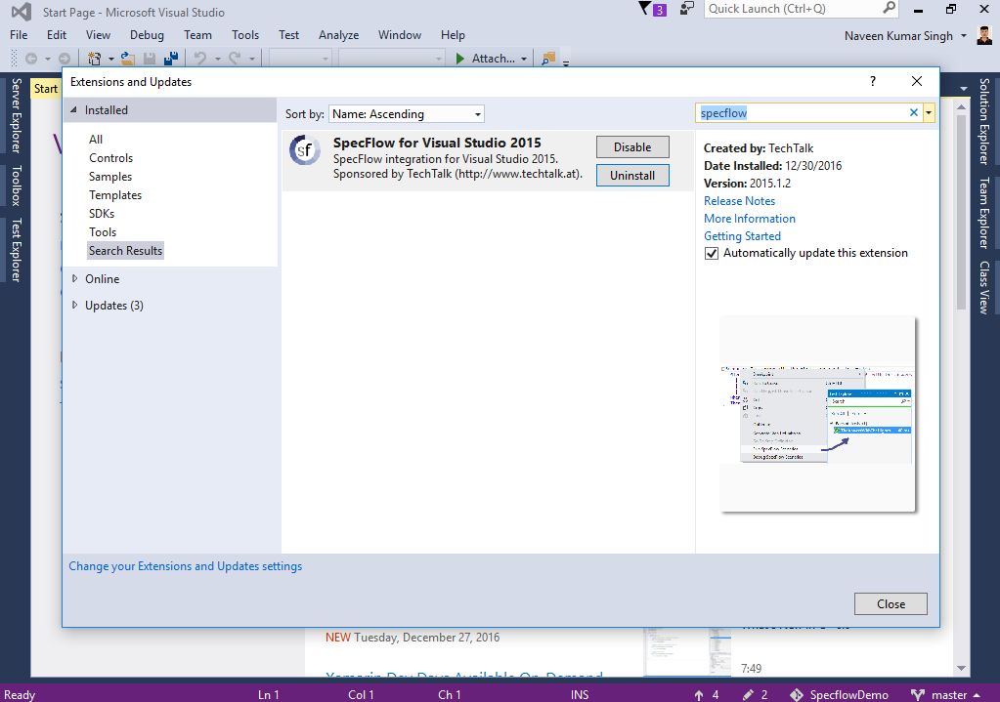 Start Page - Microsoft Visual Studio
3
Quick Launch (Ctrl+Q)
File Edit View Debug Team Tools Test Analyze Window Help
Naveen Kumar Singh
Attach...
Start
Server Explorer
Toolbox
Test Explorer
Solution Explorer
Team Explorer
Class View
Extensions and Updates
?
Installed
All
Controls
Samples
Templates
SDKs
Tools
Search Results
Online
Updates (3)
Sort by: Name: Ascending
sf
SpecFlow for Visual Studio 2015
SpecFlow integration for Visual Studio 2015.
Sponsored by TechTalk (http://www.techtalk.at).
Disable
Uninstall
specflow
Created by: TechTalk
Date Installed: 12/30/2016
Version: 2015.1.2
Release Notes
More Information
Getting Started
Automatically update this extension
Change your Extensions and Updates settings
Close
NEW Tuesday, December 27, 2016
Xamarin Dev Days Available On-Demand
7:49
Ready Ln 1 Col 1 Ch 1 INS 4 2 SpecflowDemo master